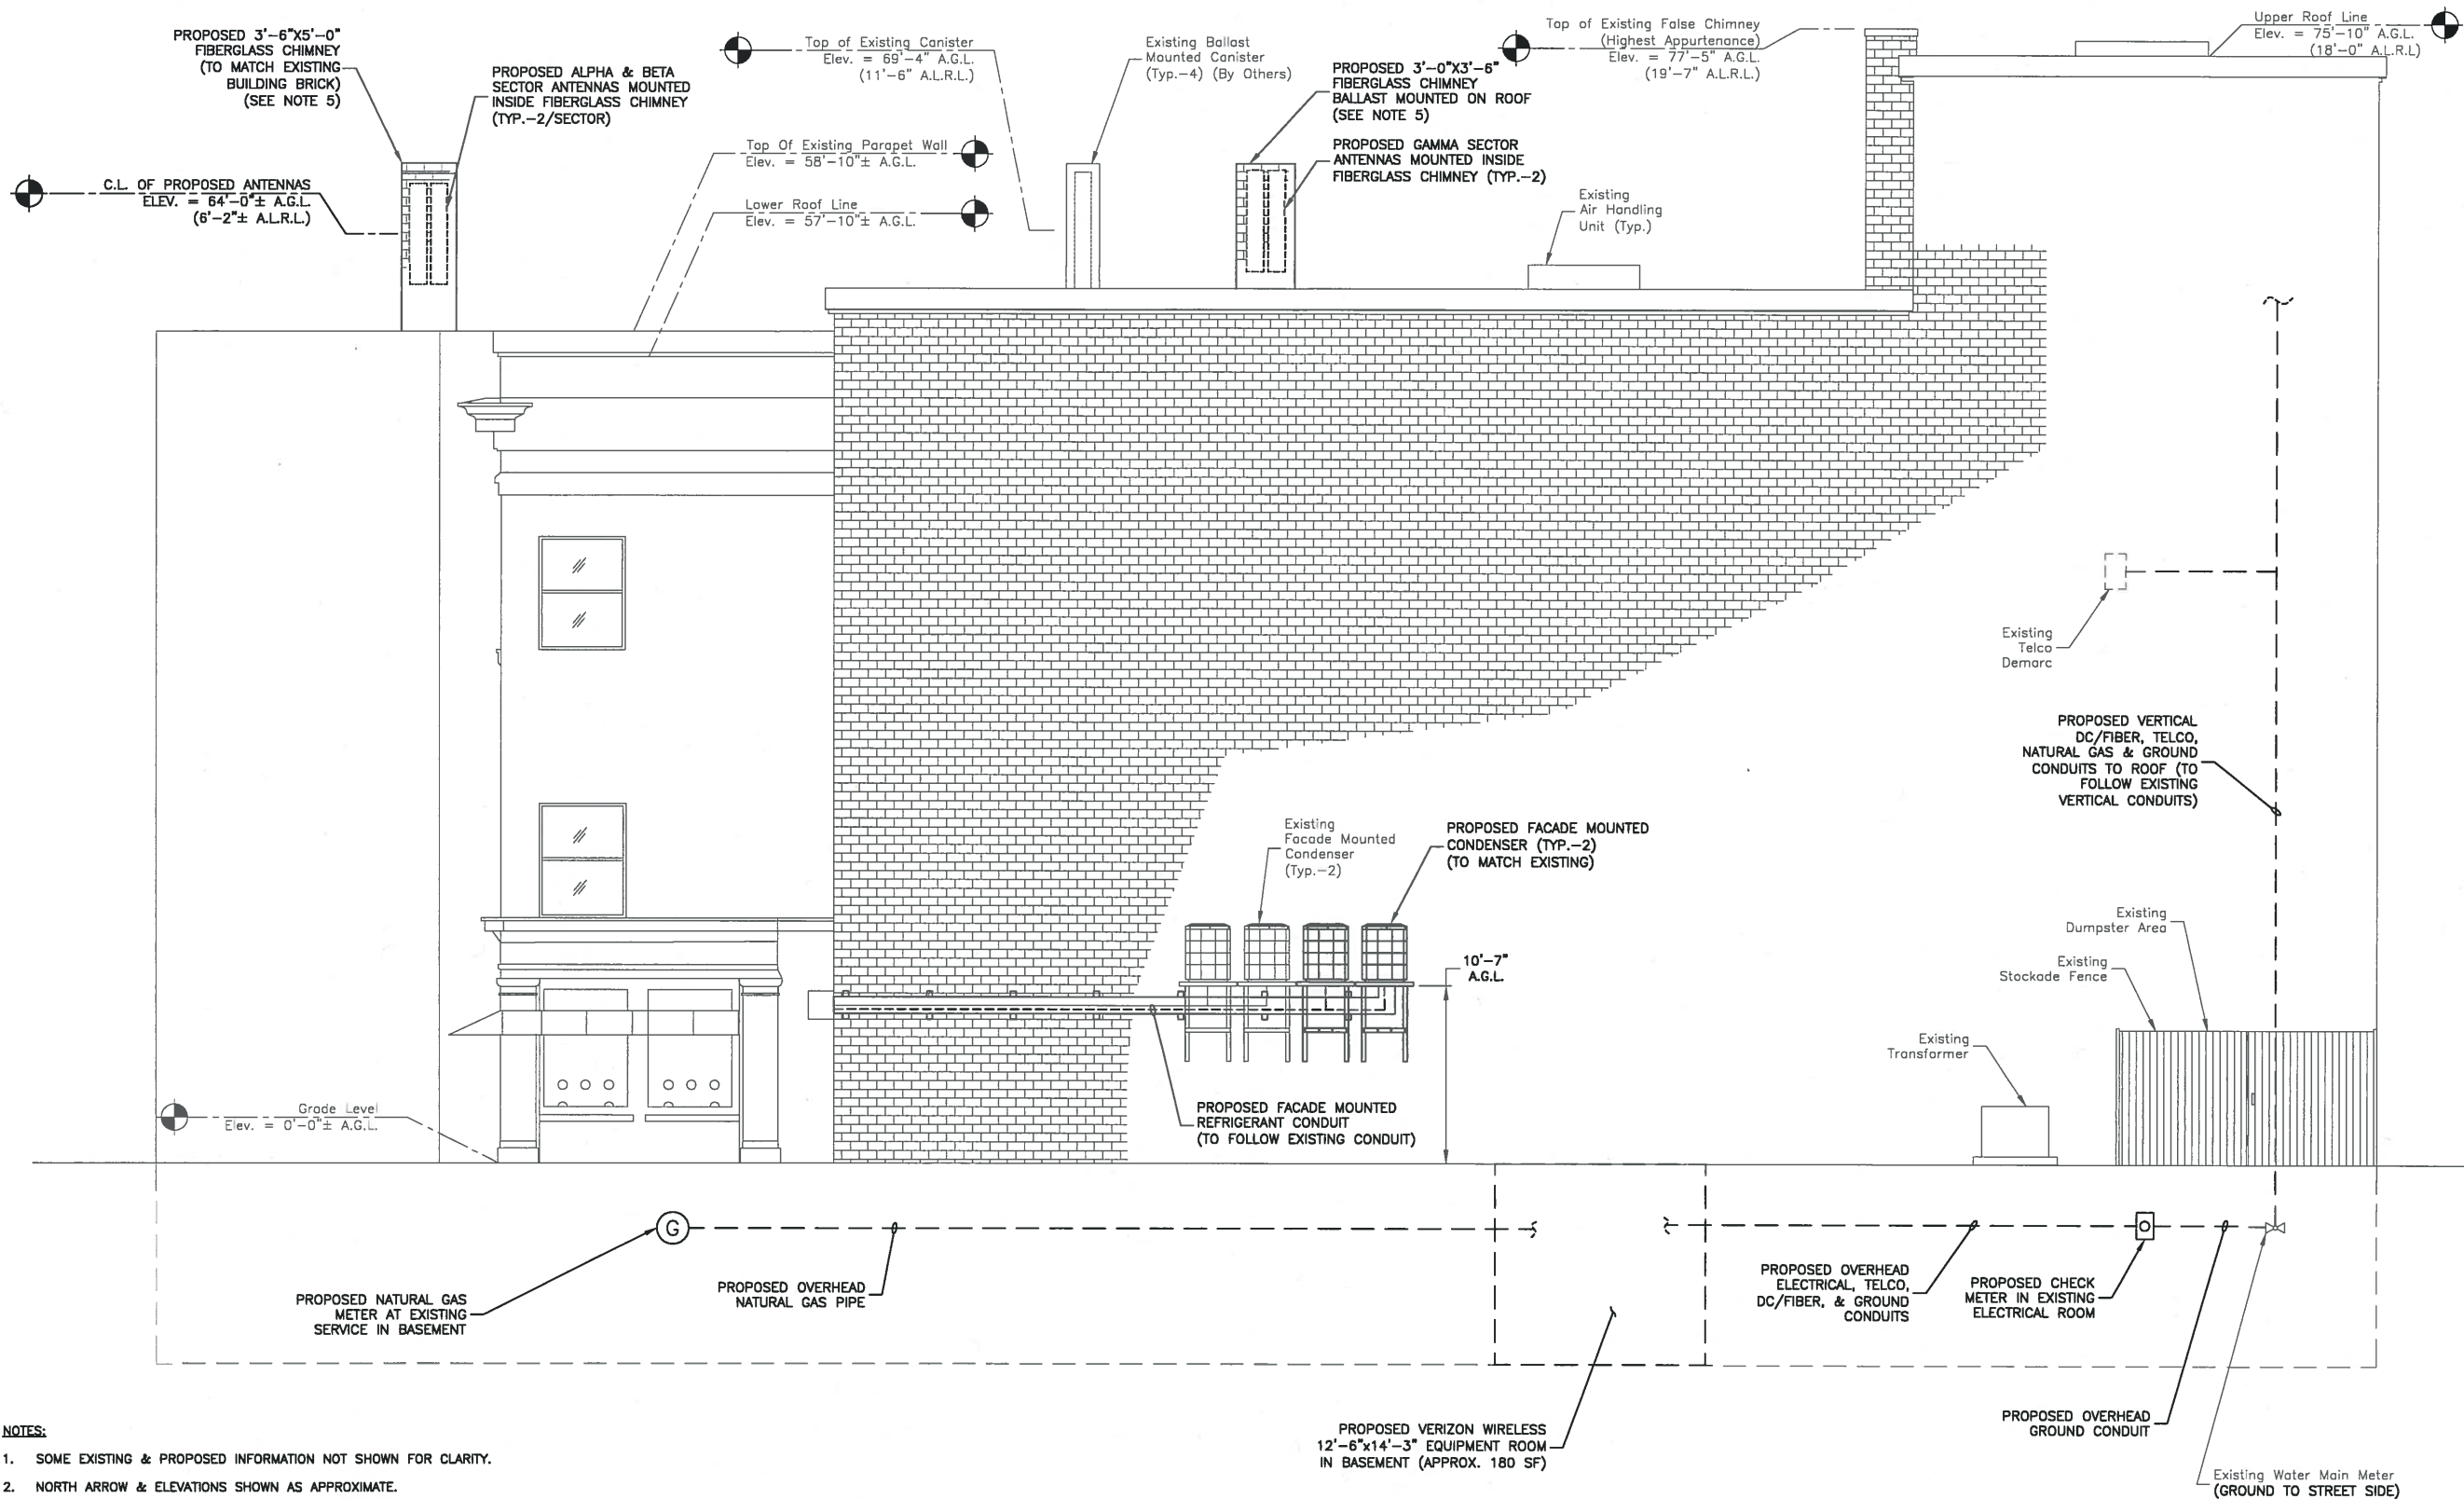 PROPOSED 3'-6"X5'-0"
FIBERGLASS CHIMNEY
(TO MATCH EXISTING
BUILDING BRICK)
(SEE NOTE 5)
PROPOSED ALPHA & BETA
SECTOR ANTENNAS MOUNTED
INSIDE FIBERGLASS CHIMNEY
(TYP.-2/SECTOR)
Top of Existing Canister
Elev. = 69'-4" A.G.L.
(11'-6" A.L.R.L.)
Existing Ballast
Mounted Canister
(Typ.-4) (By Others)
PROPOSED 3'-0"X3'-6"
FIBERGLASS CHIMNEY
BALLAST MOUNTED ON ROOF
(SEE NOTE 5)
Top of Existing False Chimney
(Highest Appurtenance)
Elev. = 77'-5" A.G.L.
(19'-7" A.L.R.L.)
Upper Roof Line
Elev. = 75'-10" A.G.L.
(18'-0" A.L.R.L)
C.L. OF PROPOSED ANTENNAS
ELEV. = 64'-0"± A.G.L.
(6'-2"± A.L.R.L.)
Top Of Existing Parapet Wall
Elev. = 58'-10"± A.G.L.
Lower Roof Line
Elev. = 57'-10"± A.G.L.
PROPOSED GAMMA SECTOR
ANTENNAS MOUNTED INSIDE
FIBERGLASS CHIMNEY (TYP.-2)
Existing
Air Handling
Unit (Typ.)
Existing
Telco
Demarc
PROPOSED VERTICAL
DC/FIBER, TELCO,
NATURAL GAS & GROUND
CONDUITS TO ROOF (TO
FOLLOW EXISTING
VERTICAL CONDUITS)
Existing
Facade Mounted
Condenser
(Typ.-2)
PROPOSED FACADE MOUNTED
CONDENSER (TYP.-2)
(TO MATCH EXISTING)
10'-7"
A.G.L.
Existing
Dumpster Area
Existing
Stockade Fence
Existing
Transformer
Grade Level
Elev. = 0'-0"± A.G.L.
PROPOSED FACADE MOUNTED
REFRIGERANT CONDUIT
(TO FOLLOW EXISTING CONDUIT)
G
PROPOSED NATURAL GAS
METER AT EXISTING
SERVICE IN BASEMENT
PROPOSED OVERHEAD
NATURAL GAS PIPE
PROPOSED OVERHEAD
ELECTRICAL, TELCO,
DC/FIBER, & GROUND
CONDUITS
PROPOSED CHECK
METER IN EXISTING
ELECTRICAL ROOM
PROPOSED VERIZON WIRELESS
12'-6"x14'-3" EQUIPMENT ROOM
IN BASEMENT (APPROX. 180 SF)
PROPOSED OVERHEAD
GROUND CONDUIT
Existing Water Main Meter
(GROUND TO STREET SIDE)
NOTES:
1. SOME EXISTING & PROPOSED INFORMATION NOT SHOWN FOR CLARITY.
2. NORTH ARROW & ELEVATIONS SHOWN AS APPROXIMATE.